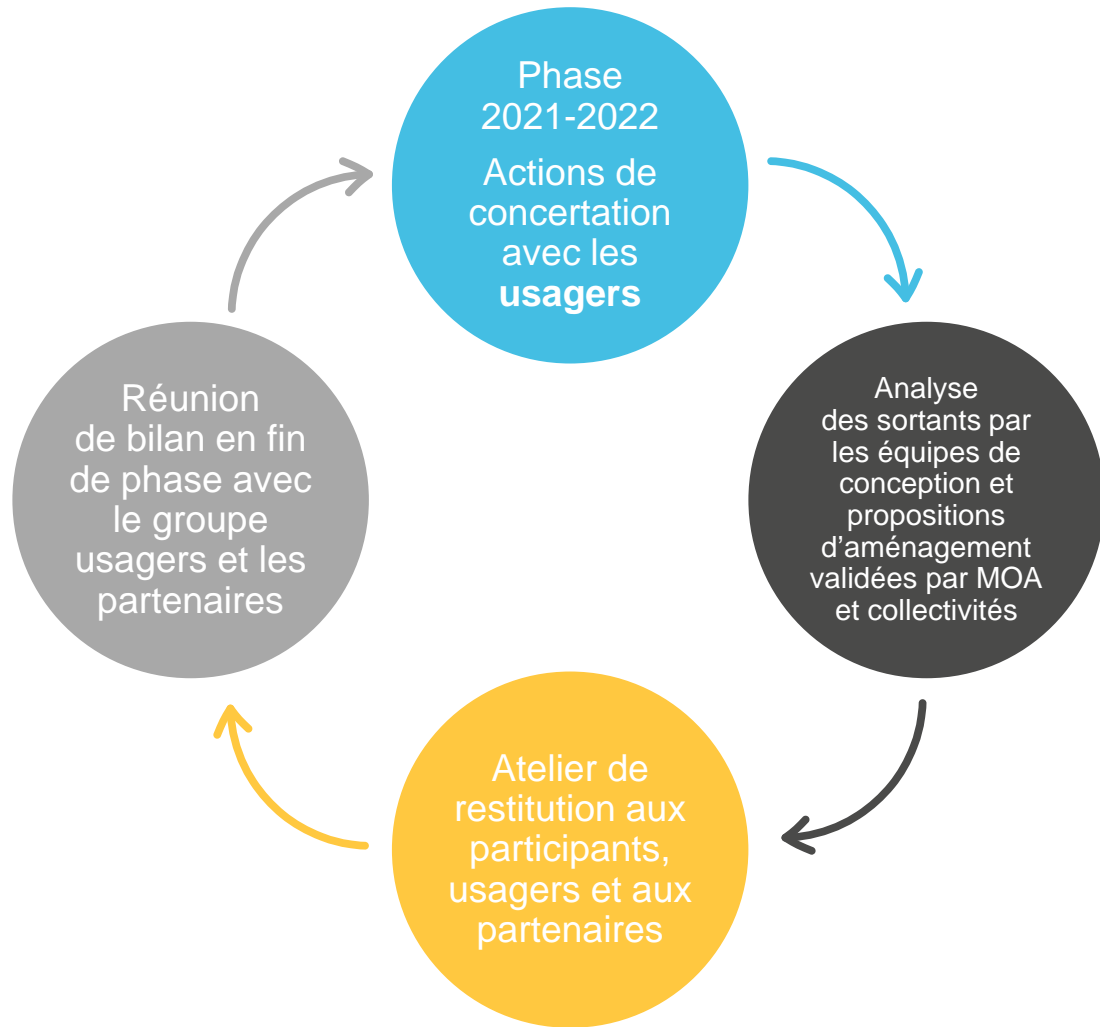 Phase
2021-2022
Actions de
concertation
avec les
usagers
Analyse
des sortants par
les équipes de
conception et
propositions
d'aménagement
validées par MOA
et collectivités
Atelier de
restitution aux
participants,
usagers et aux
partenaires
Réunion
de bilan en fin
de phase avec
le groupe
usagers et les
partenaires